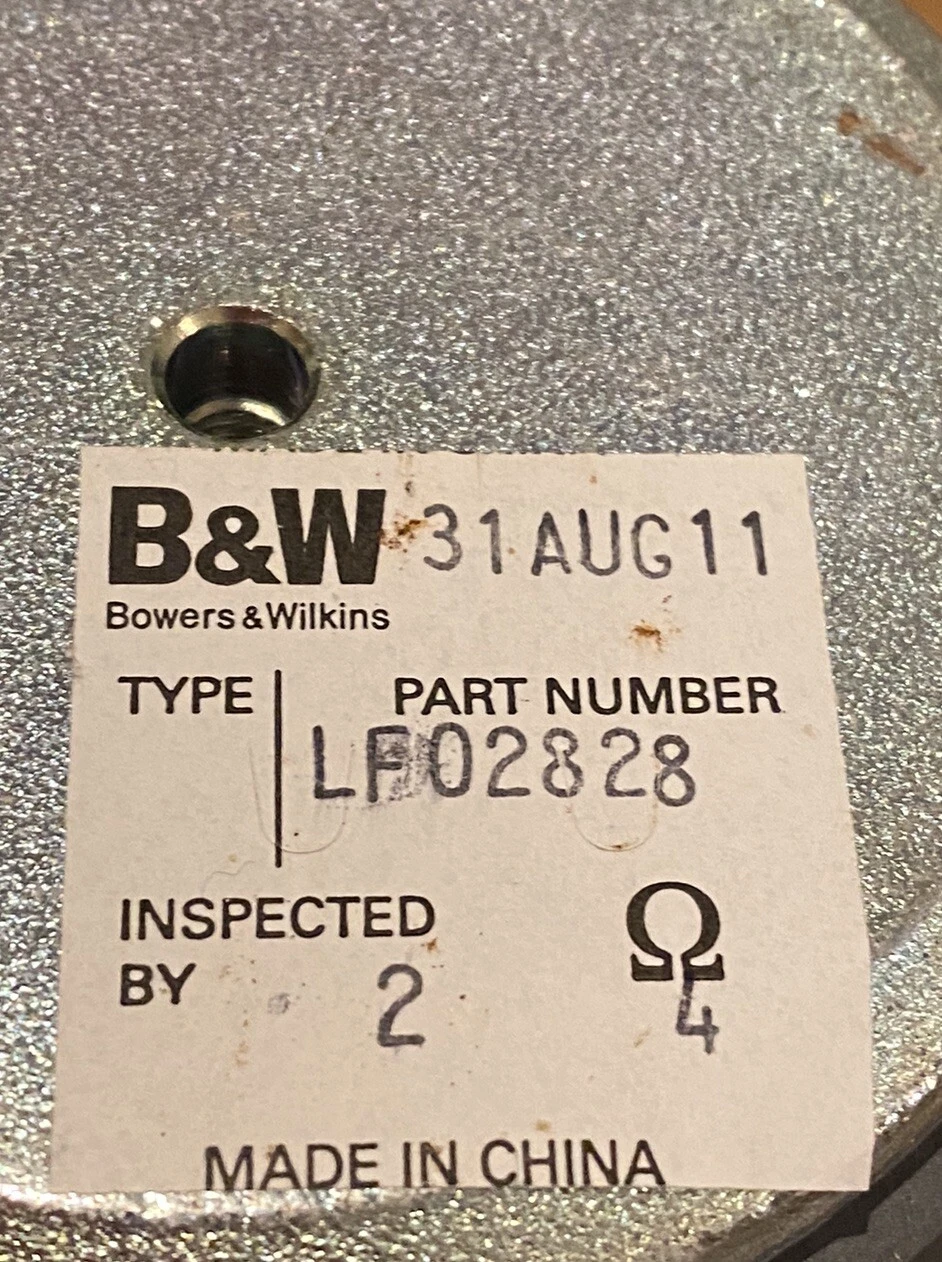 B&W 31AUG11
Bowers & Wilkins
TYPE PART NUMBER
LF02828
INSPECTED Ω
BY 2 4
MADE IN CHINA